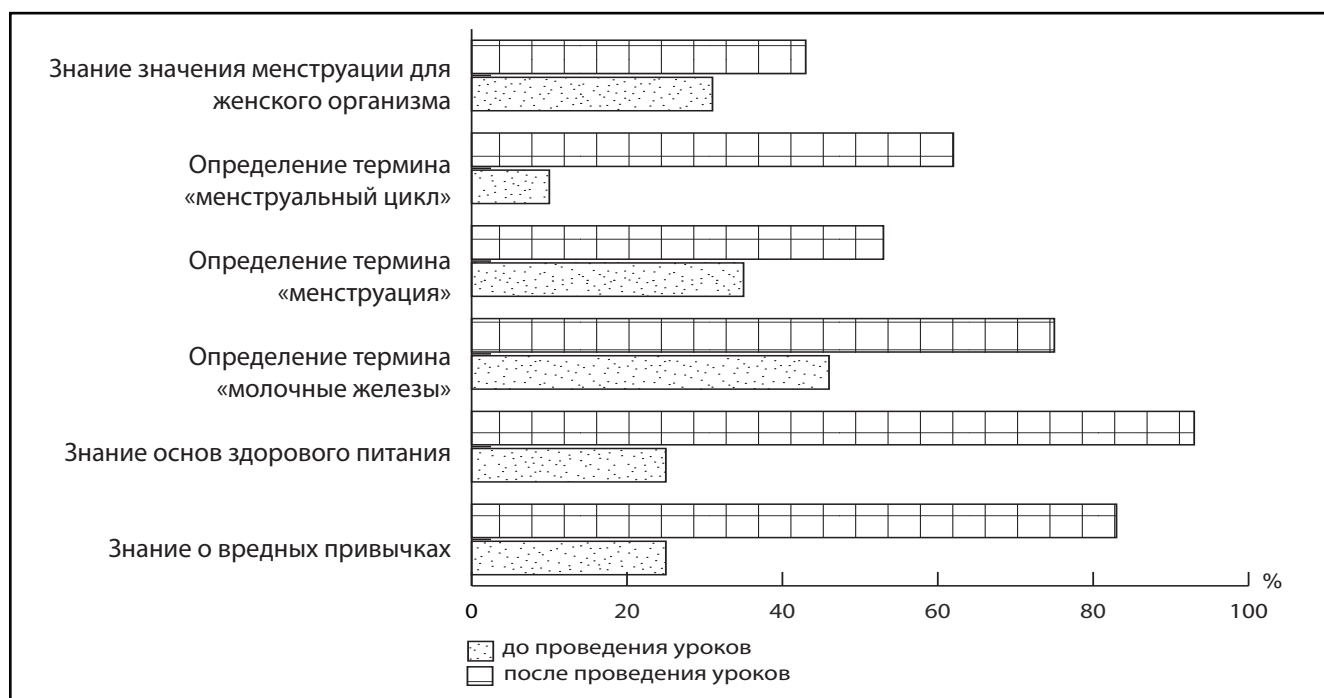 Знание значения менструации для
женского организма
Определение термина
«менструальный цикл»
Определение термина
«менструация»
Определение термина
«молочные железы»
Знание основ здорового питания
Знание о вредных привычках
%
0 20 40 60 80 100
до проведения уроков
после проведения уроков